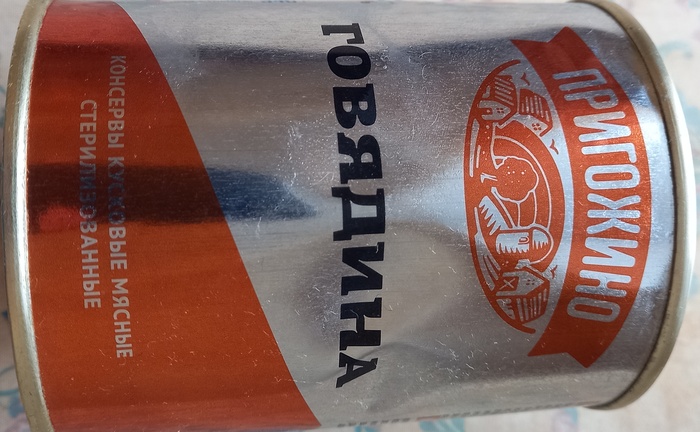 ПРИГОЖИНО
ГОВЯДИНА
КОНСЕРВЫ КУСКОВЫЕ МЯСНЫЕ
СТЕРИЛИЗОВАННЫЕ